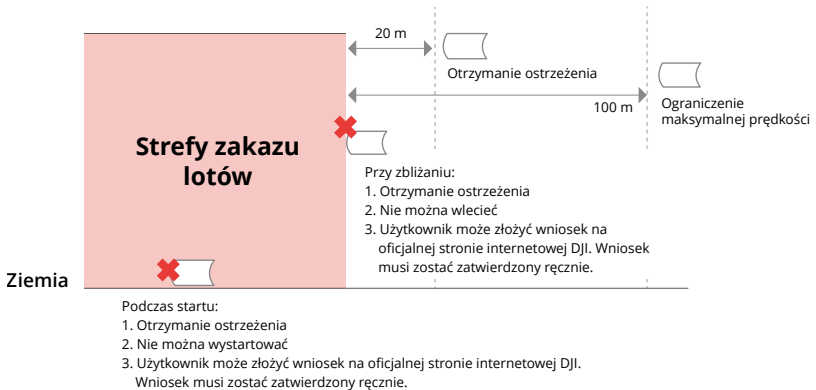 20 m
Otrzymanie ostrzeżenia
100 m
Ograniczenie
maksymalnej prędkości
Strefy zakazu
lotów
Przy zbliżaniu:
1. Otrzymanie ostrzeżenia
2. Nie można wlecieć
3. Użytkownik może złożyć wniosek na
oficjalnej stronie internetowej DJI. Wniosek
musi zostać zatwierdzony ręcznie.
Ziemia
Podczas startu:
1. Otrzymanie ostrzeżenia
2. Nie można wystartować
3. Użytkownik może złożyć wniosek na oficjalnej stronie internetowej DJI.
Wniosek musi zostać zatwierdzony ręcznie.